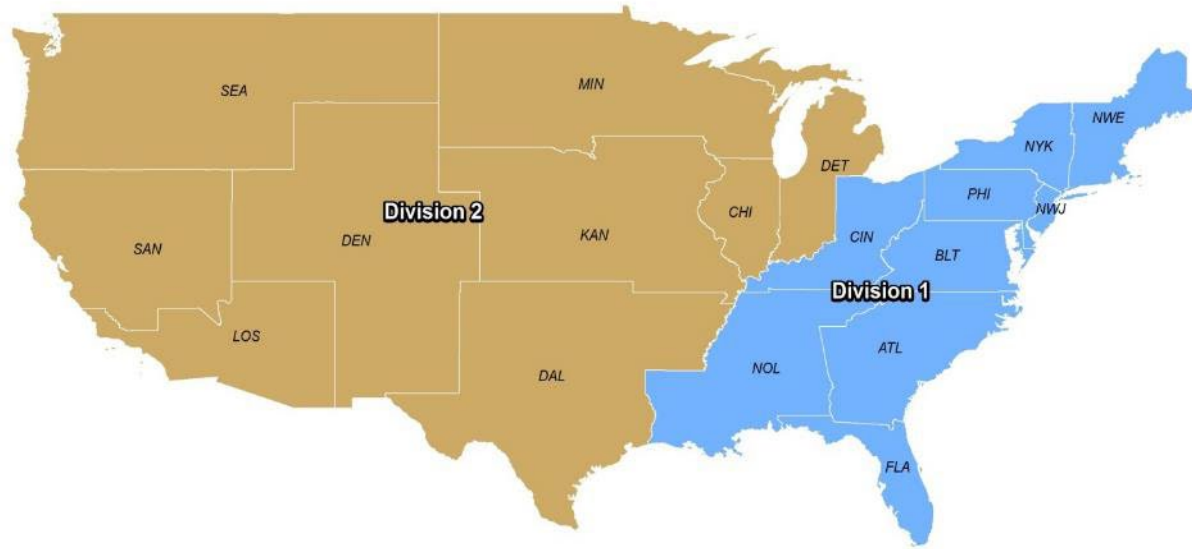 SEA
MIN
NWE
NYK
DET
PHI
CHI
NWJ
Division 2
KAN
DEN
CIN
SAN
BLT
Division 1
LOS
ATL
NOL
DAL
FLA